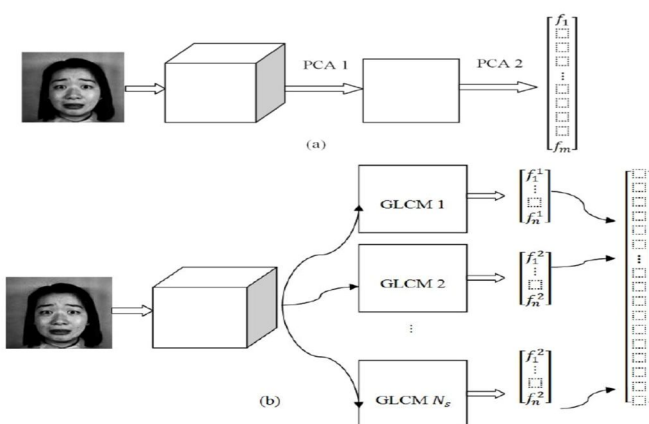 PCA 1
PCA 2
f₁
⋮
fₘ
(a)
GLCM 1
f₁¹
⋮
fₙ¹
GLCM 2
f₁²
⋮
fₙ²
⋮
⋮
GLCM Nₛ
f₁²
⋮
fₙ²
(b)